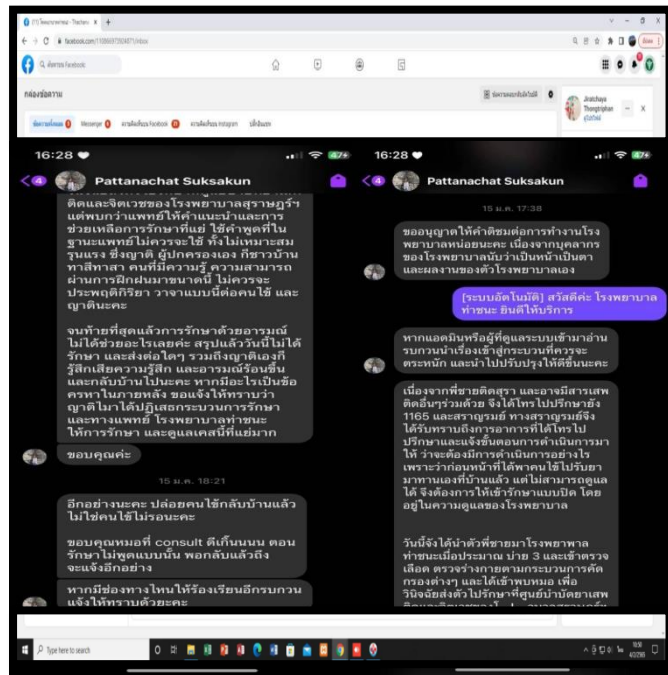 facebook.com/
กล่องข้อความ
Messenger
Jiratchaya
Thongtripkan
16:28
47
4
Pattanachat Suksakun
ติดและจิตเวชของโรงพยาบาลสุราษฎร์ฯ
แต่พบกว่าแพทย์ให้คำแนะนำและการ
ช่วยเหลือการรักษาที่แย่ ใช้คำพูดที่ใน
ฐานะแพทย์ไม่ควรจะใช้ ทั้งไม่เหมาะสม
รุนแรง ซึ่งญาติ ผู้ปกครองเอง ก็ชาวบ้าน
ทาสีทาสา คนที่มีความรู้ ความสามารถ
ผ่านการฝึกฝนมาขนาดนี้ ไม่ควรจะ
ประพฤติกิริยา วาจาแบบนี้ต่อคนไข้ และ
ญาตินะคะ
จนท้ายที่สุดแล้วการรักษาด้วยอารมณ์
ไม่ได้ช่วยอะไรเลยค่ะ สรุปแล้ววันนี้ไม่ได้
รักษา และส่งต่อใดๆ รวมถึงญาติเองก็
รู้สึกเสียความรู้สึก และอารมณ์ร้อนขึ้น
และกลับบ้านไปนะคะ หากมีอะไรเป็นข้อ
ครหาในภายหลัง ขอแจ้งให้ทราบว่า
ญาติไมาได้ปฏิเสธกระบวนการรักษา
และทางแพทย์ โรงพยาบาลท่าชนะ
ให้การรักษา และดูแลเคสนี้ที่แย่มาก
ขอบคุณค่ะ
15 ม.ค. 18:21
อีกอย่างนะคะ ปล่อยคนไข้กลับบ้านแล้ว
ไม่ใช่คนไข้ไม่รอนะคะ
ขอบคุณหมอที่ consult ดีเก็นนนน ตอน
รักษาไม่พูดแบบนั้น พอกลับแล้วถึง
จะแจ้งอีกอย่าง
หากมีช่องทางไหนให้ร้องเรียนอีกรบกวน
แจ้งให้ทราบด้วยะคะ
16:28
47
4
Pattanachat Suksakun
15 ม.ค. 17:38
ขออนุญาตให้คำติชมต่อการทำงานโรง
พยาบาลหน่อยนะคะ เนื่องจากบุคลากร
ของโรงพยาบาลนับว่าเป็นหน้าเป็นตา
และผลงานของตัวโรงพยาบาลเอง
[ระบบอัตโนมัติ] สวัสดีค่ะ โรงพยาบาล
ท่าชนะ ยินดีให้บริการ
หากแอดมินหรือผู้ที่ดูแลระบบเข้ามาอ่าน
รบกวนนำเรื่องเข้าสู่กระบวนที่ควรจะ
ตระหนัก และนำไปปรับปรุงให้ดีขึ้นนะคะ
เนื่องจากพี่ชายติดสุรา และอาจมีสารเสพ
ติดอื่นๆร่วมด้วย จึงได้โทรไปปรึกษายัง
1165 และสราญรมย์ ทางสราญรมย์จึง
ได้รับทราบถึงการอาการที่ได้โทรไป
ปรึกษาและแจ้งขั้นตอนการดำเนินการมา
ให้ ว่าจะต้องมีการดำเนินการอย่างไร
เพราะว่าก่อนหน้าที่ได้พาคนไข้ไปรับยา
มาทานเองที่บ้านแล้ว แต่ไม่สามารถดูแล
ได้ จึงต้องการให้เข้ารักษาแบบปิด โดย
อยู่ในความดูแลของโรงพยาบาล
วันนี้จึงได้นำตัวพี่ชายมาโรงพยาพาล
ท่าชนะเมื่อประมาณ บ่าย 3 และเข้าตรวจ
เลือด ตรวจร่างกายตามกระบวนการคัด
กรองต่างๆ และได้เข้าพบหมอ เพื่อ
วินิจฉัยส่งตัวไปรักษาที่ศูนย์บำบัดยาเสพ
Type here to search